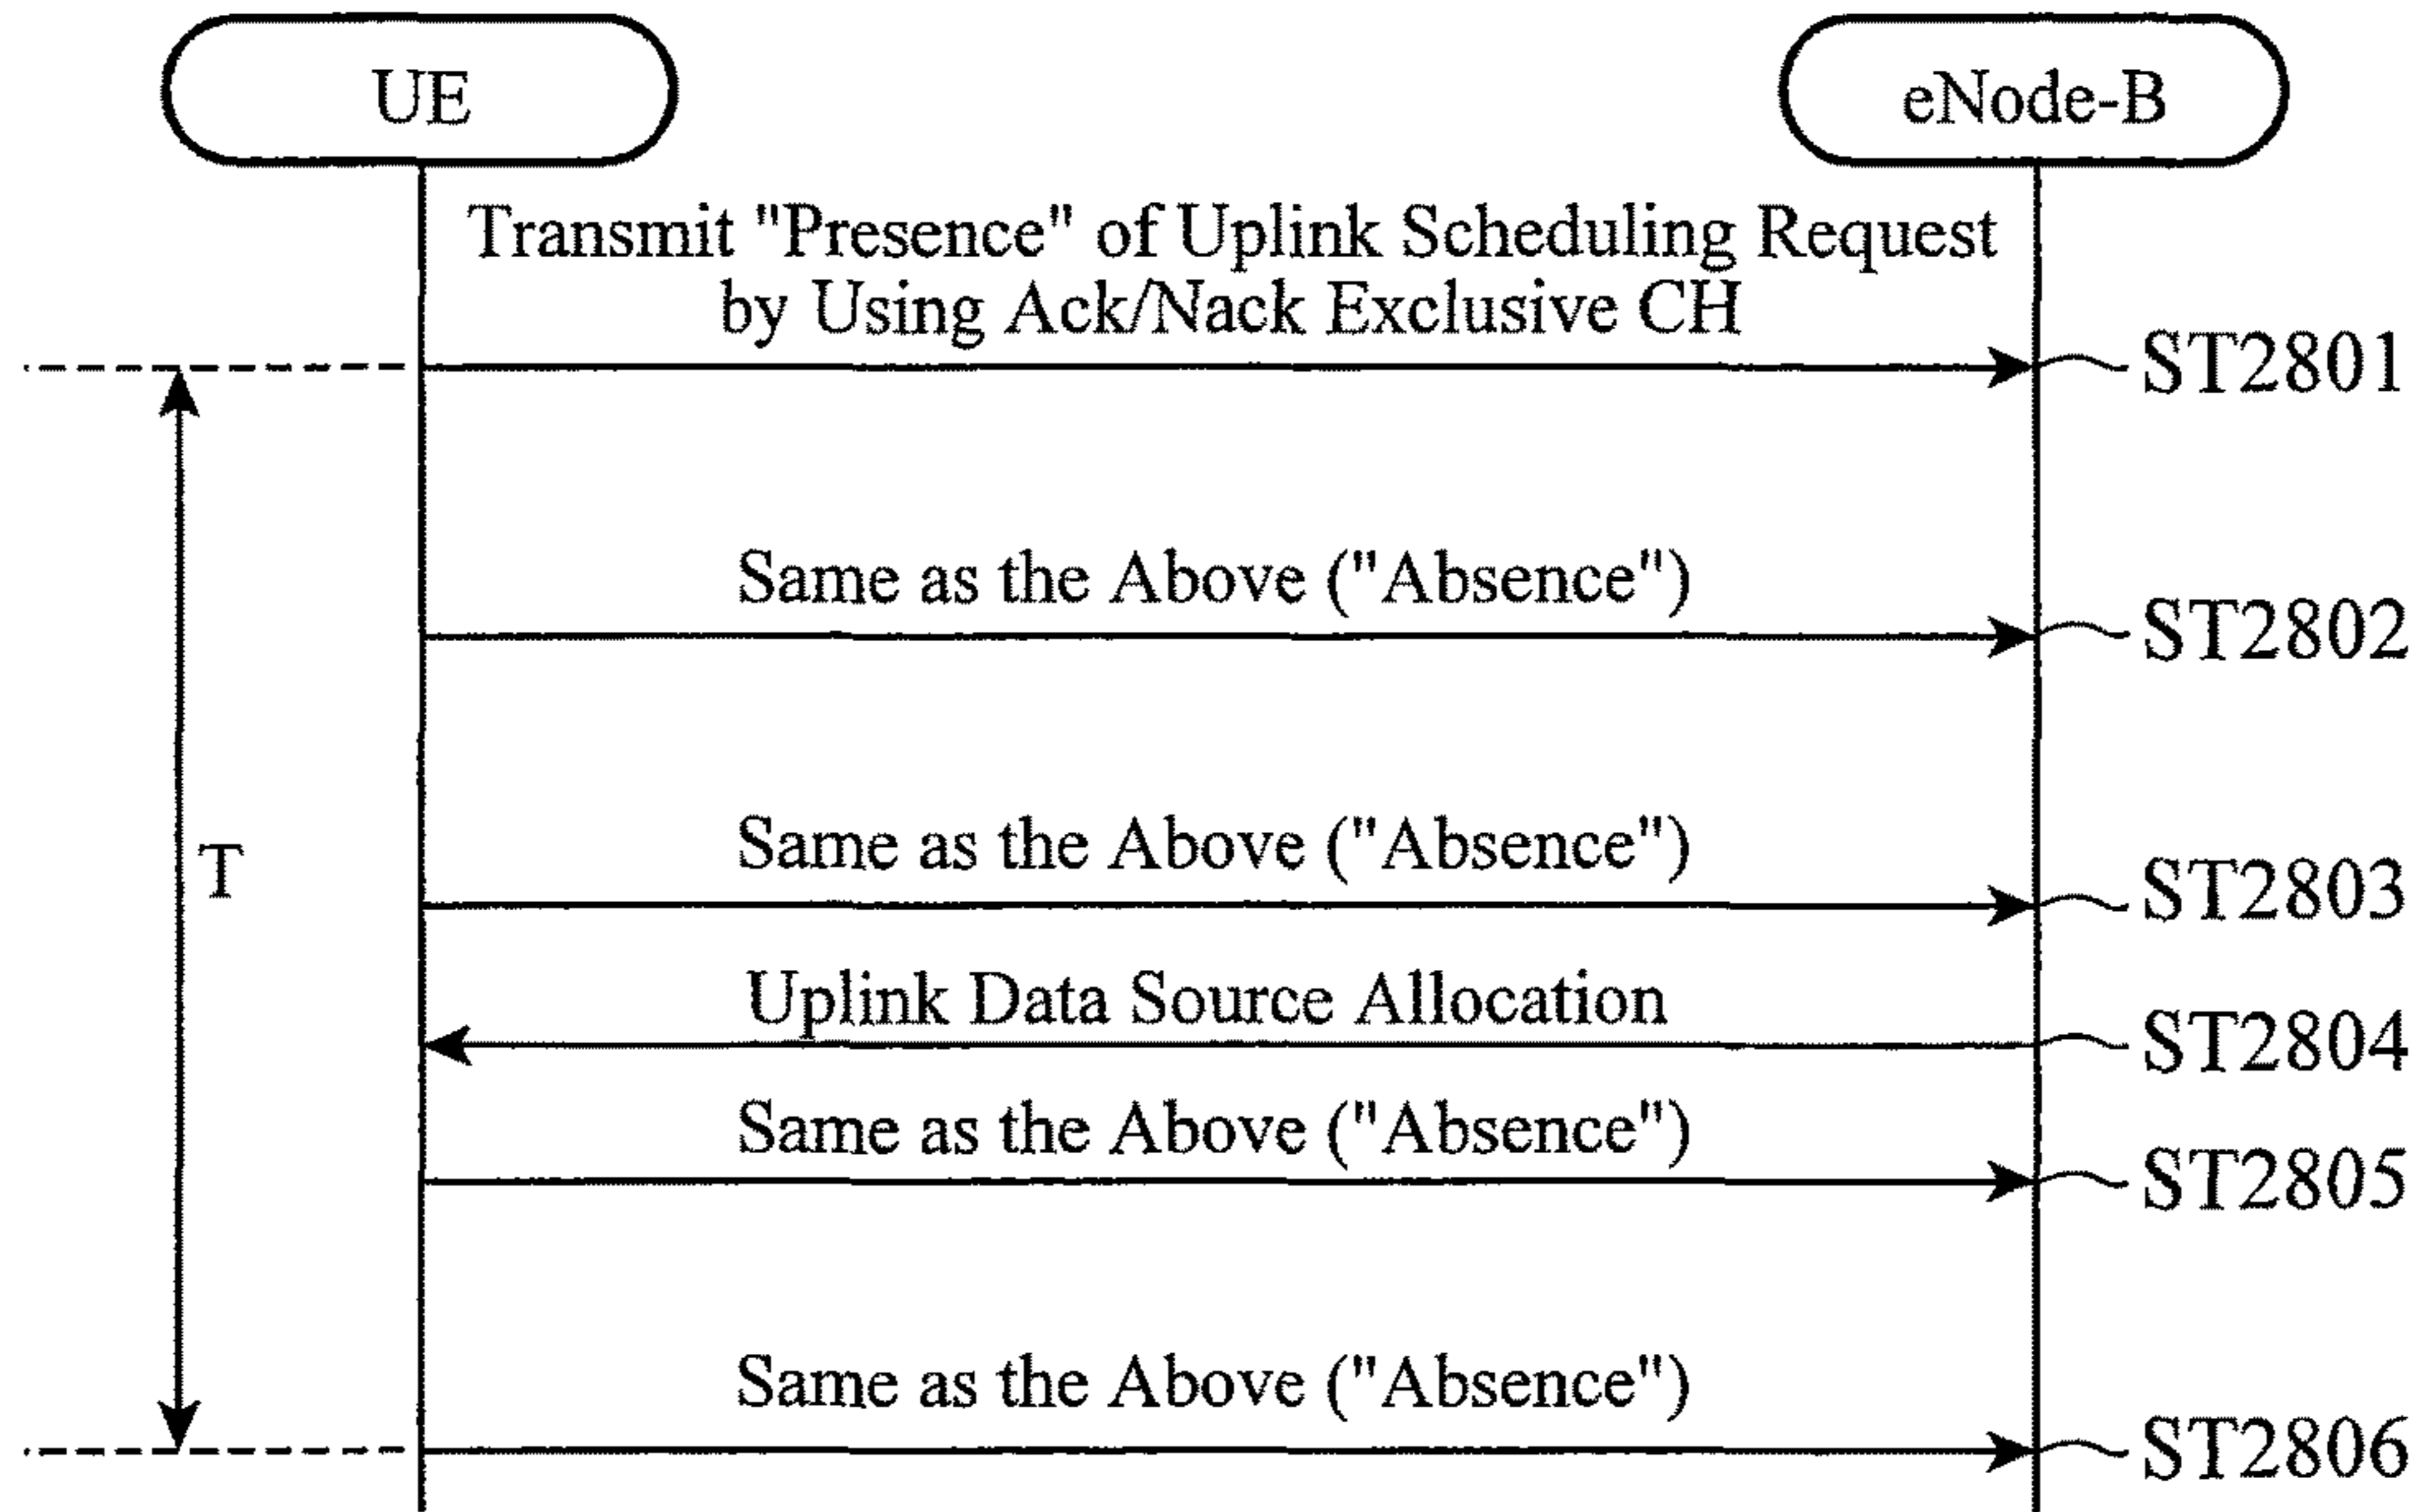 UE
eNode-B
Transmit "Presence" of Uplink Scheduling Request
by Using Ack/Nack Exclusive CH
ST2801
Same as the Above ("Absence")
ST2802
Same as the Above ("Absence")
T
ST2803
Uplink Data Source Allocation
ST2804
Same as the Above ("Absence")
ST2805
Same as the Above ("Absence")
ST2806